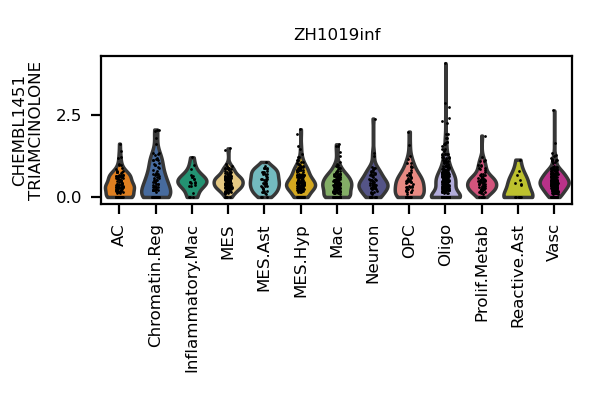 ZH1019inf
CHEMBL1451
TRIAMCINOLONE
2.5
0.0
AC
Chromatin.Reg
Inflammatory.Mac
MES
MES.Ast
MES.Hyp
Mac
Neuron
OPC
Oligo
Prolif.Metab
Reactive.Ast
Vasc